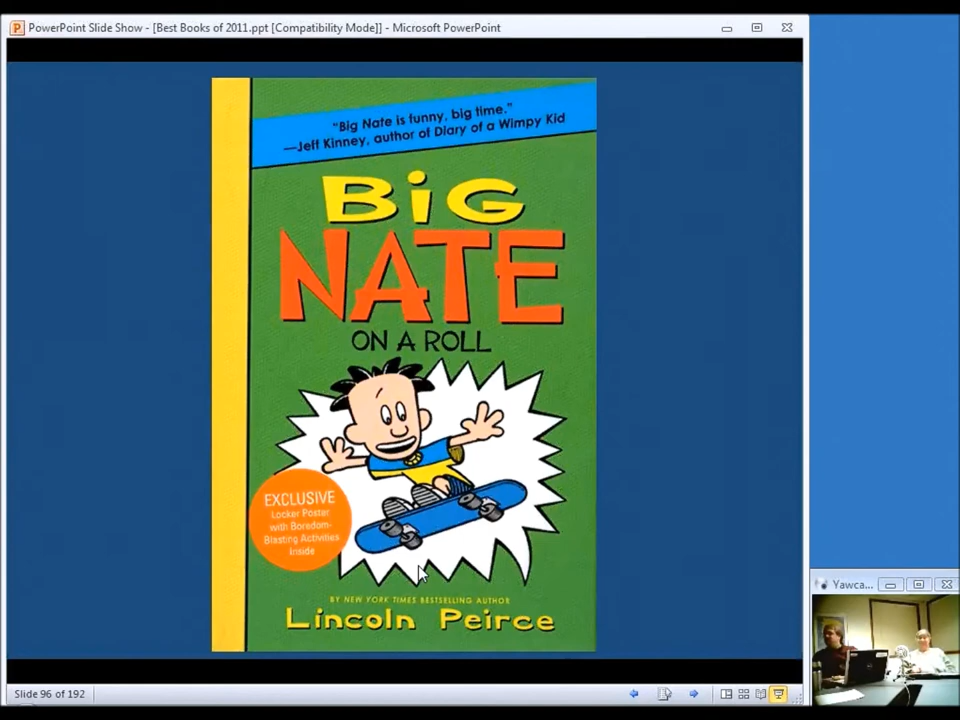 PowerPoint Slide Show - [Best Books of 2011.ppt [Compatibility Mode]] - Microsoft PowerPoint
"Big Nate is funny, big time."
—Jeff Kinney, author of Diary of a Wimpy Kid
BiG
NATE
ON A ROLL
EXCLUSIVE
Locker Poster
with Boredom-
Blasting Activities
Inside
BY NEW YORK TIMES BESTSELLING AUTHOR
Lincoln Peirce
Yawca...
Slide 96 of 192